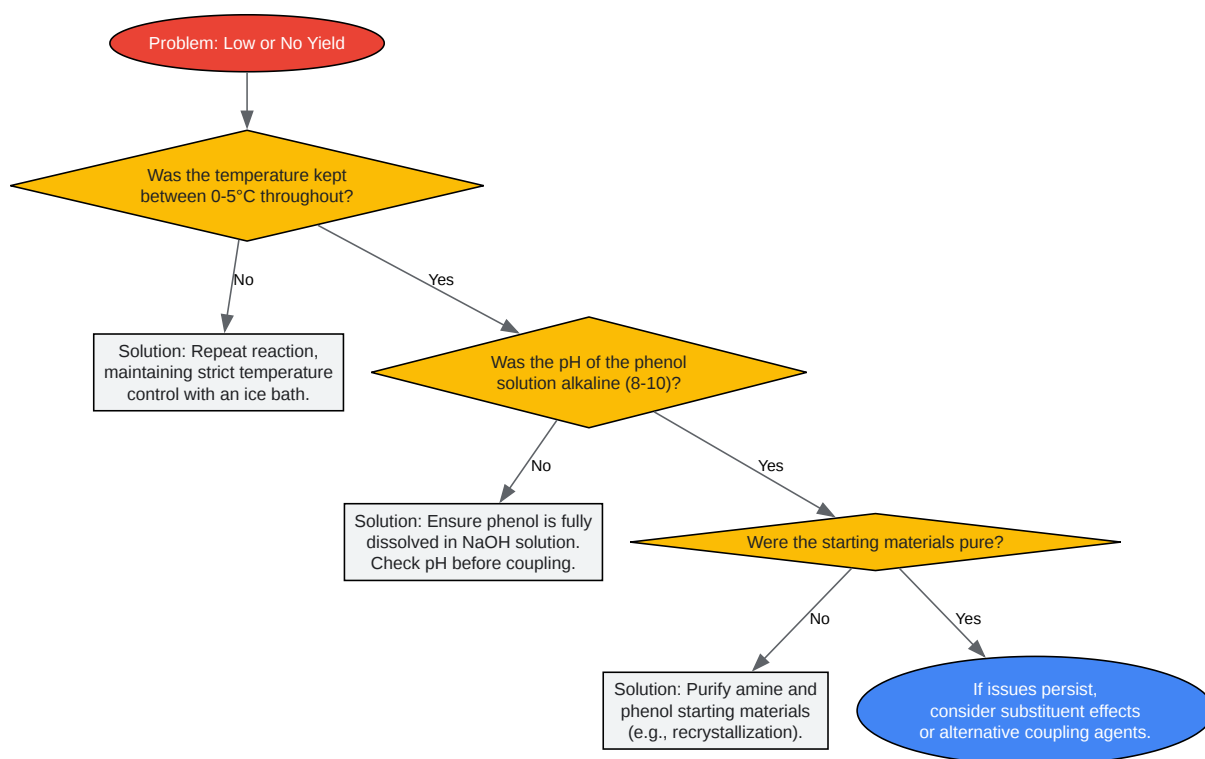 Problem: Low or No Yield
Was the temperature kept
between 0-5°C throughout?
No
Yes
Solution: Repeat reaction,
maintaining strict temperature
control with an ice bath.
Was the pH of the phenol
solution alkaline (8-10)?
No
Yes
Solution: Ensure phenol is fully
dissolved in NaOH solution.
Check pH before coupling.
Were the starting materials pure?
No
Yes
Solution: Purify amine and
phenol starting materials
(e.g., recrystallization).
If issues persist,
consider substituent effects
or alternative coupling agents.